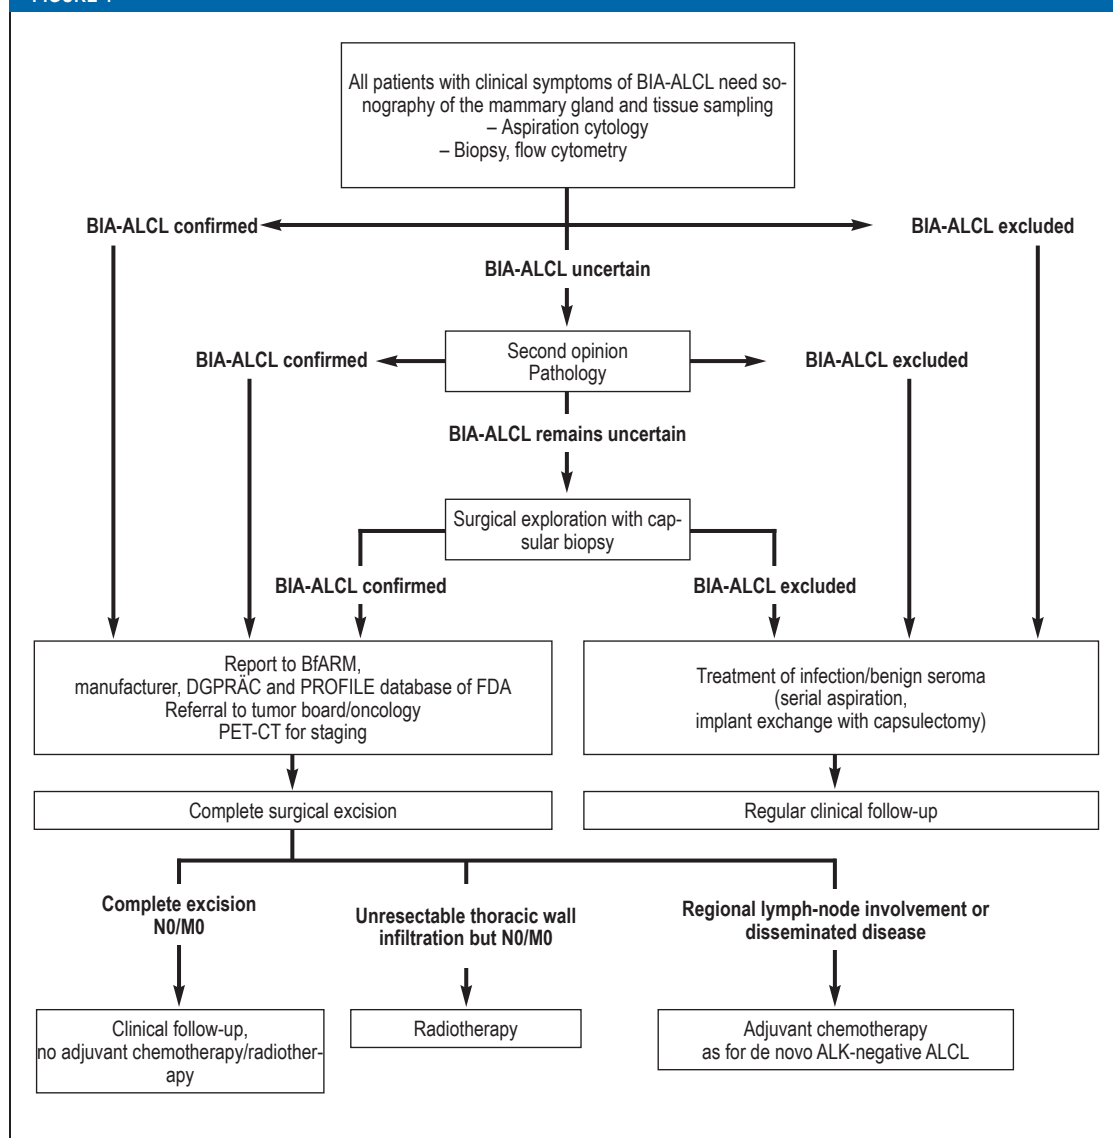 All patients with clinical symptoms of BIA-ALCL need so-
nography of the mammary gland and tissue sampling
– Aspiration cytology
– Biopsy, flow cytometry
BIA-ALCL confirmed
BIA-ALCL excluded
BIA-ALCL uncertain
BIA-ALCL confirmed
Second opinion
Pathology
BIA-ALCL excluded
BIA-ALCL remains uncertain
Surgical exploration with cap-
sular biopsy
BIA-ALCL confirmed
BIA-ALCL excluded
Report to BfARM,
manufacturer, DGPRÄC and PROFILE database of FDA
Referral to tumor board/oncology
PET-CT for staging
Treatment of infection/benign seroma
(serial aspiration,
implant exchange with capsulectomy)
Complete surgical excision
Regular clinical follow-up
Complete excision
N0/M0
Unresectable thoracic wall
infiltration but N0/M0
Regional lymph-node involvement or
disseminated disease
Clinical follow-up,
no adjuvant chemotherapy/radiother-
apy
Radiotherapy
Adjuvant chemotherapy
as for de novo ALK-negative ALCL